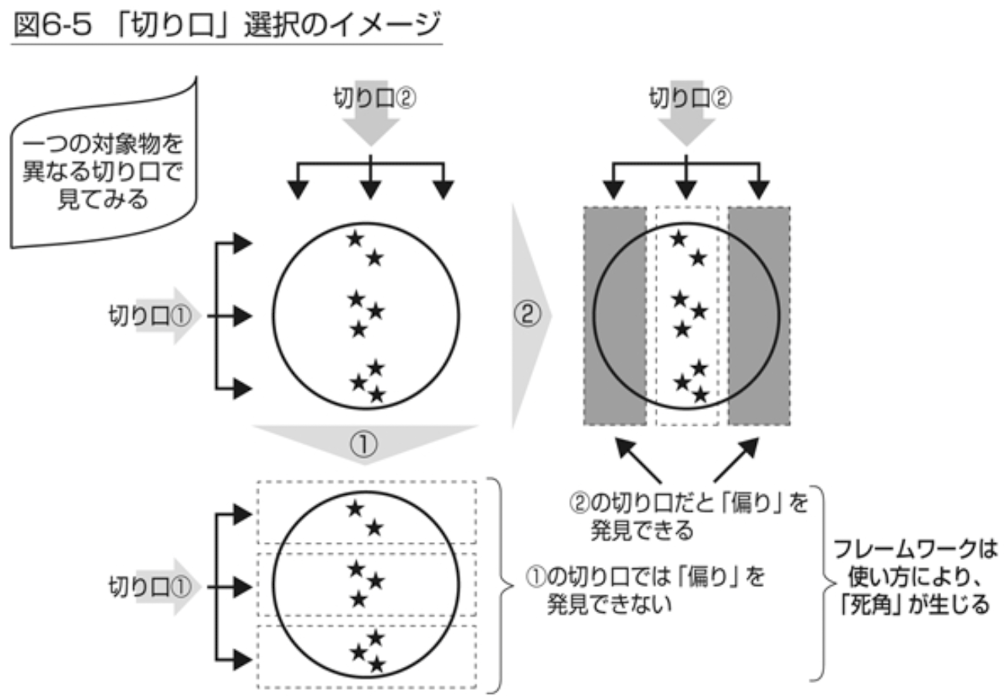 図6-5 「切り口」選択のイメージ
一つの対象物を
異なる切り口で
見てみる
切り口②
切り口②
切り口①
②
①
切り口①
②の切り口だと「偏り」を
発見できる
①の切り口では「偏り」を
発見できない
フレームワークは
使い方により、
「死角」が生じる